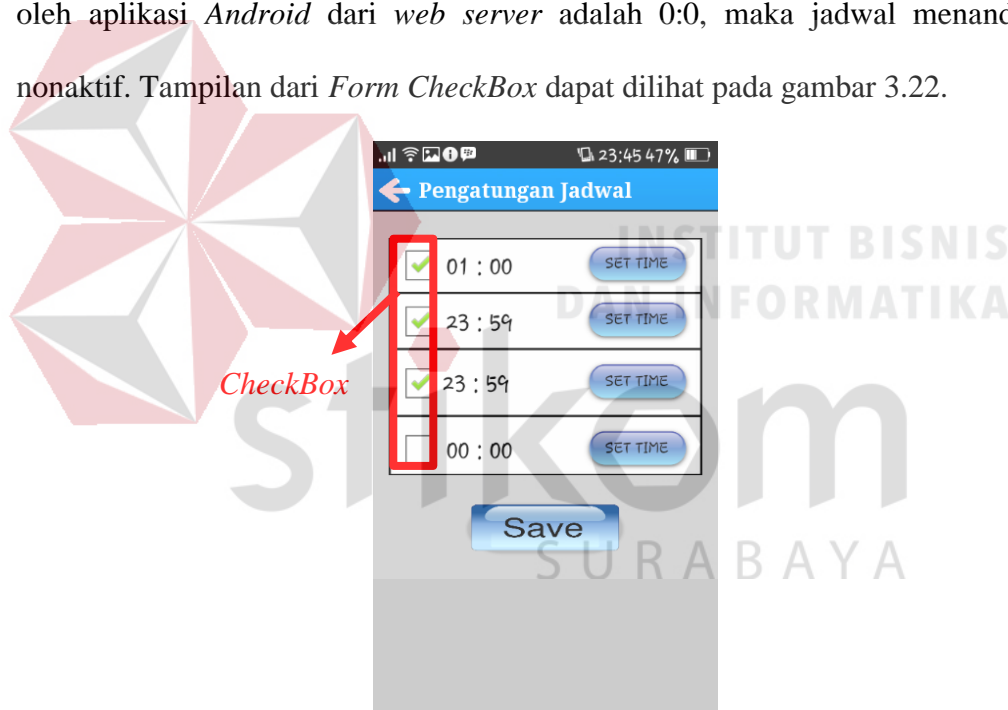 oleh aplikasi Android dari web server adalah 0:0, maka jadwal
nonaktif. Tampilan dari Form CheckBox dapat dilihat pada gambar 3.22.
23:45 47%
Pengatungan Jadwal
INSTITUT BISNIS
01 : 00 SET TIME
DAN INFORMATIKA
23 : 59 SET TIME
CheckBox
23 : 59 SET TIME
stikom
00 : 00 SET TIME
Save
SURABAYA